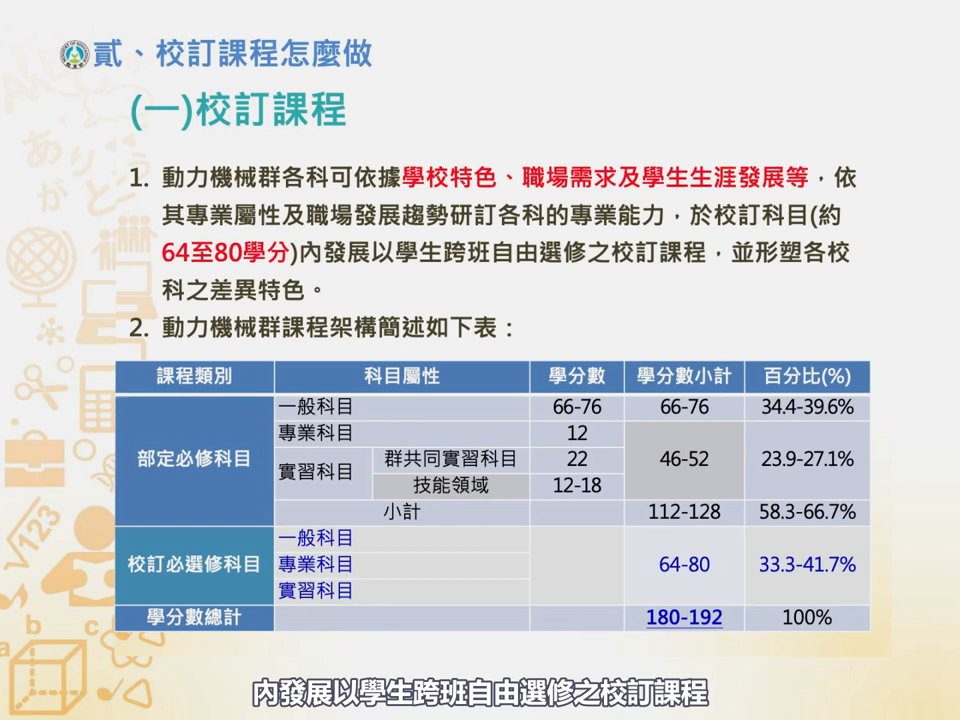 貳、校訂課程怎麼做
(一)校訂課程
1. 動力機械群各科可依據學校特色、職場需求及學生生涯發展等，依
其專業屬性及職場發展趨勢研訂各科的專業能力，於校訂科目(約
64至80學分)內發展以學生跨班自由選修之校訂課程，並形塑各校
科之差異特色。
2. 動力機械群課程架構簡述如下表：
課程類別 科目屬性 學分數 學分數小計 百分比(%)
部定必修科目 一般科目 66-76 66-76 34.4-39.6%
專業科目 12 46-52 23.9-27.1%
實習科目 群共同實習科目 22
技能領域 12-18
小計 112-128 58.3-66.7%
校訂必選修科目 一般科目 64-80 33.3-41.7%
專業科目
實習科目
學分數總計 180-192 100%
內發展以學生跨班自由選修之校訂課程